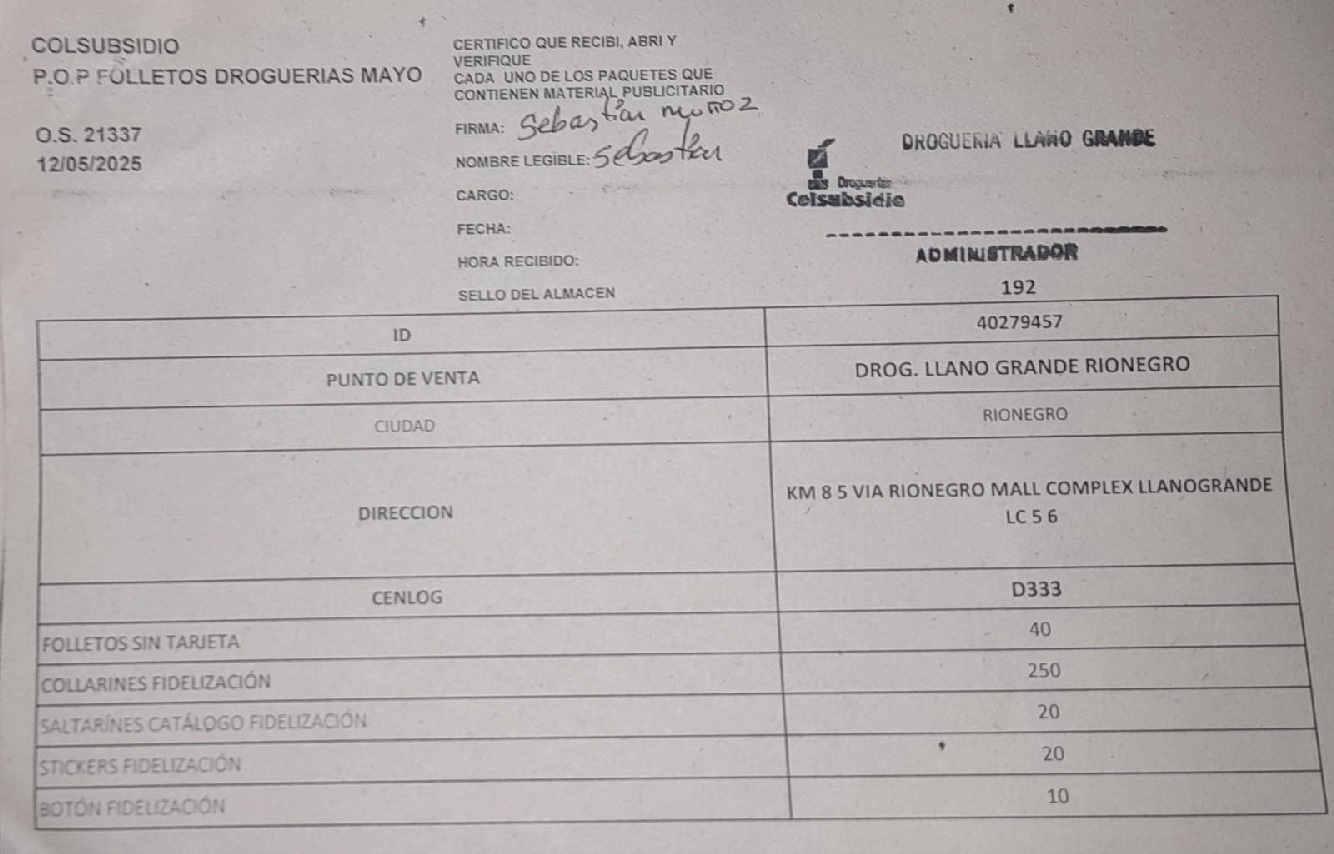 COLSUBSIDIO
P.O.P FOLLETOS DROGUERIAS MAYO
O.S. 21337
12/05/2025
CERTIFICO QUE RECIBI, ABRI Y
VERIFIQUE
CADA UNO DE LOS PAQUETES QUE
CONTIENEN MATERIAL PUBLICITARIO
FIRMA: Sebastian muñoz
NOMBRE LEGIBLE: Sebastian
CARGO:
FECHA:
HORA RECIBIDO:
SELLO DEL ALMACEN
DROGUERIA LLANO GRANDE
Droguerías
Colsubsidio
ADMINISTRADOR
192
ID 40279457
PUNTO DE VENTA DROG. LLANO GRANDE RIONEGRO
CIUDAD RIONEGRO
DIRECCION KM 8 5 VIA RIONEGRO MALL COMPLEX LLANOGRANDE
LC 5 6
CENLOG D333
FOLLETOS SIN TARJETA 40
COLLARINES FIDELIZACIÓN 250
SALTARÍNES CATÁLOGO FIDELIZACIÓN 20
STICKERS FIDELIZACIÓN 20
BOTÓN FIDELIZACIÓN 10